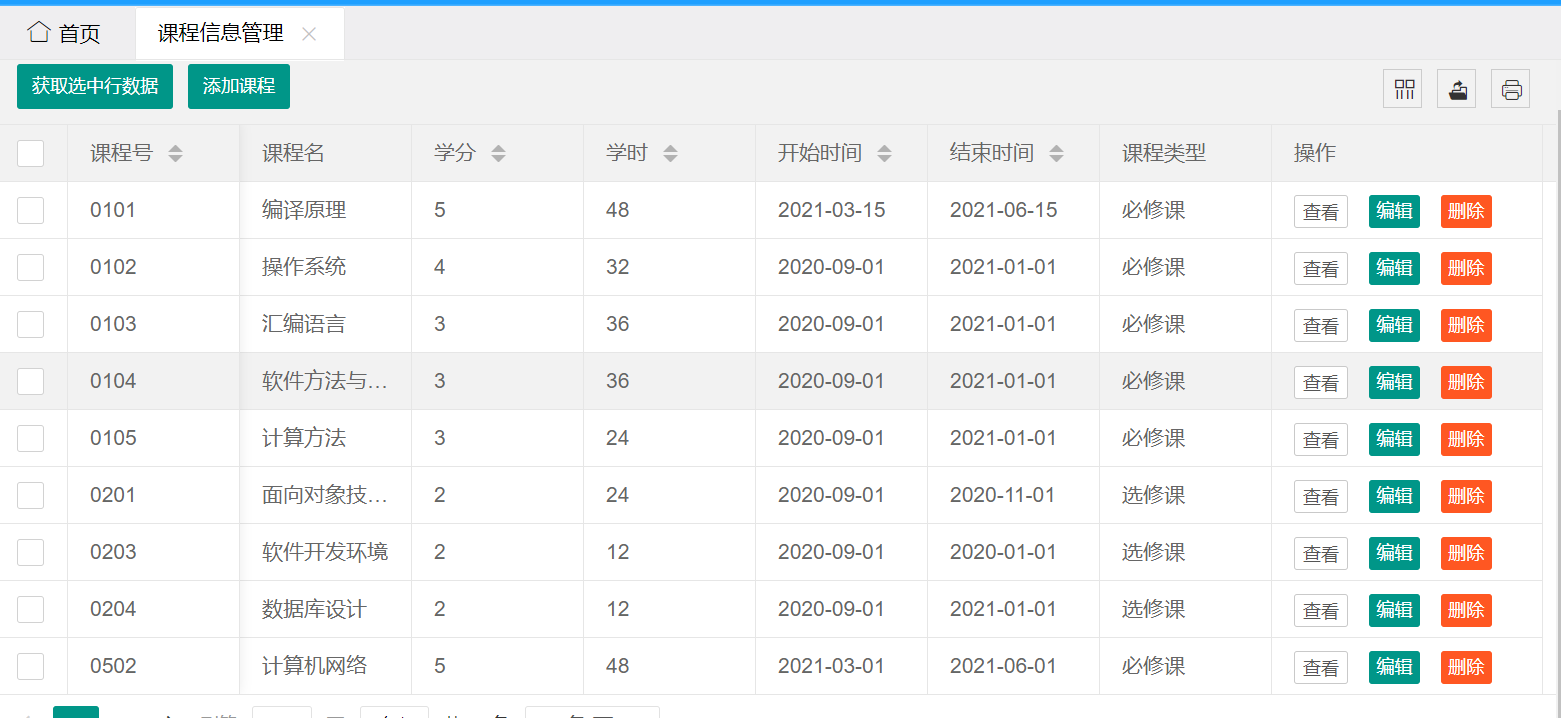 首页 课程信息管理
获取选中行数据 添加课程
课程号 课程名 学分 学时 开始时间 结束时间 课程类型 操作
0101 编译原理 5 48 2021-03-15 2021-06-15 必修课 查看 编辑 删除
0102 操作系统 4 32 2020-09-01 2021-01-01 必修课 查看 编辑 删除
0103 汇编语言 3 36 2020-09-01 2021-01-01 必修课 查看 编辑 删除
0104 软件方法与… 3 36 2020-09-01 2021-01-01 必修课 查看 编辑 删除
0105 计算方法 3 24 2020-09-01 2021-01-01 必修课 查看 编辑 删除
0201 面向对象技… 2 24 2020-09-01 2020-11-01 选修课 查看 编辑 删除
0203 软件开发环境 2 12 2020-09-01 2020-01-01 选修课 查看 编辑 删除
0204 数据库设计 2 12 2020-09-01 2021-01-01 选修课 查看 编辑 删除
0502 计算机网络 5 48 2021-03-01 2021-06-01 必修课 查看 编辑 删除